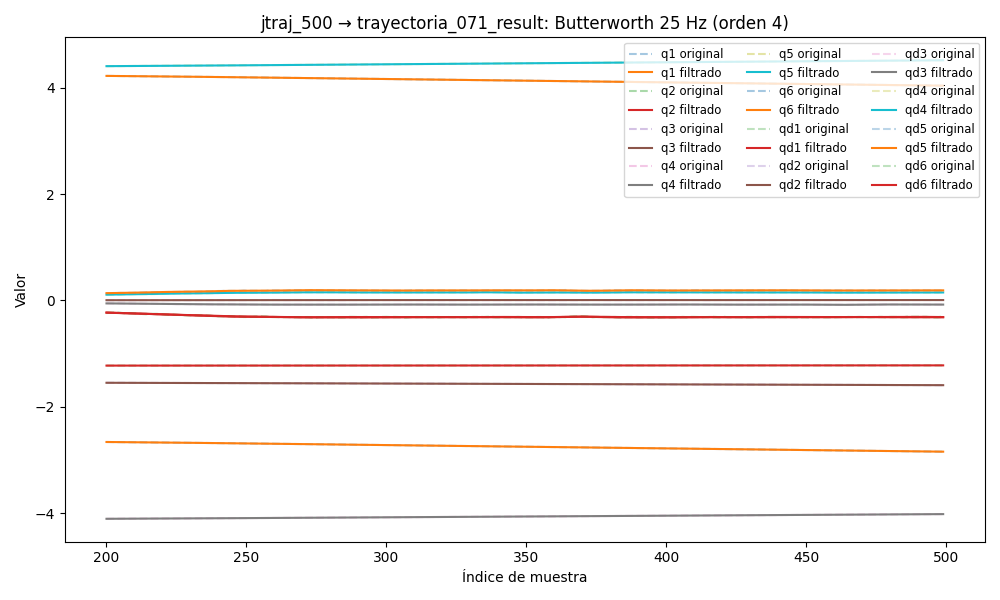 jtraj_500 → trayectoria_071_result: Butterworth 25 Hz (orden 4)
q1 original
q1 filtrado
q2 original
q2 filtrado
q3 original
q3 filtrado
q4 original
q4 filtrado
q5 original
q5 filtrado
q6 original
q6 filtrado
qd1 original
qd1 filtrado
qd2 original
qd2 filtrado
qd3 original
qd3 filtrado
qd4 original
qd4 filtrado
qd5 original
qd5 filtrado
qd6 original
qd6 filtrado
Valor
4
2
0
−2
−4
200
250
300
350
400
450
500
Índice de muestra